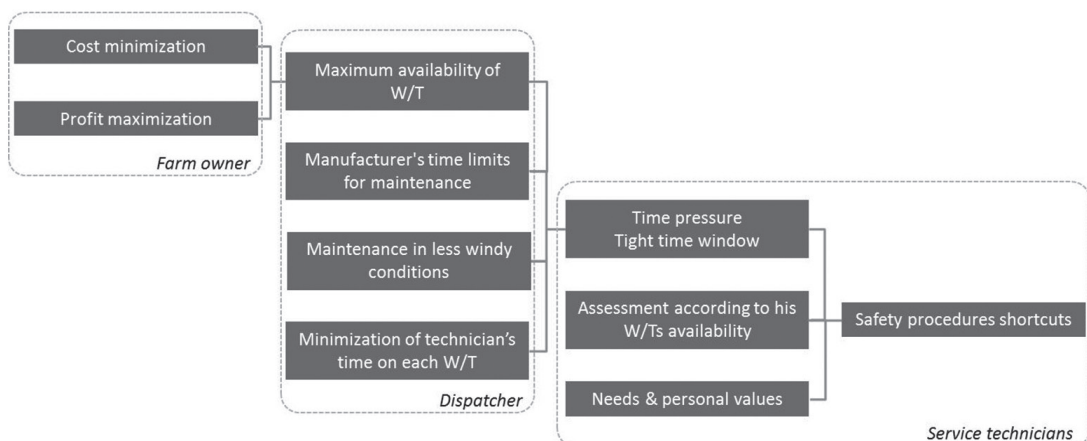 Cost minimization
Profit maximization
Farm owner
Maximum availability of
W/T
Manufacturer's time limits
for maintenance
Maintenance in less windy
conditions
Minimization of technician's
time on each W/T
Dispatcher
Time pressure
Tight time window
Assessment according to his
W/Ts availability
Needs & personal values
Safety procedures shortcuts
Service technicians